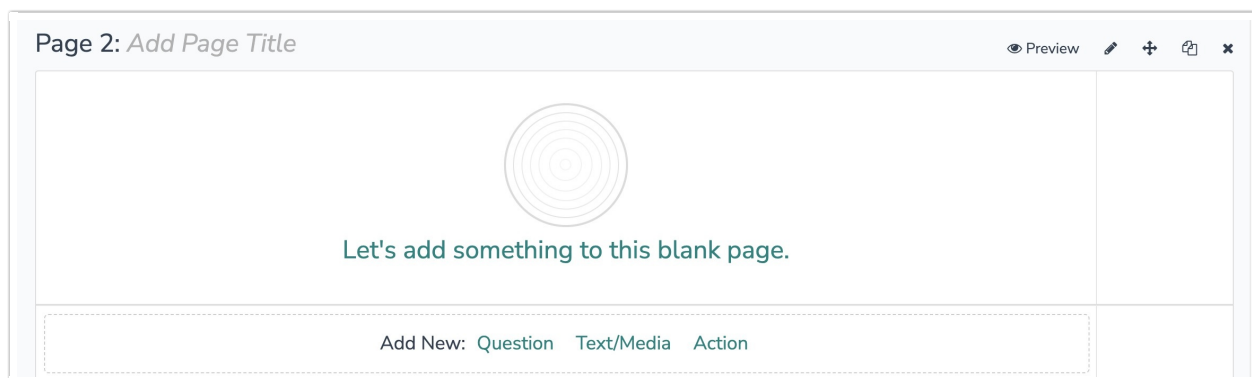 Page 2: Add Page Title
Preview
Let's add something to this blank page.
Add New: Question Text/Media Action